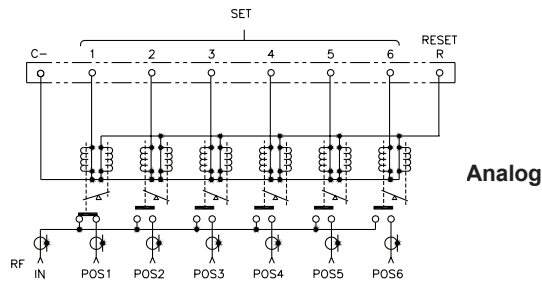 SET
C- 1 2 3 4 5 6 RESET R
Analog
RF IN POS1 POS2 POS3 POS4 POS5 POS6